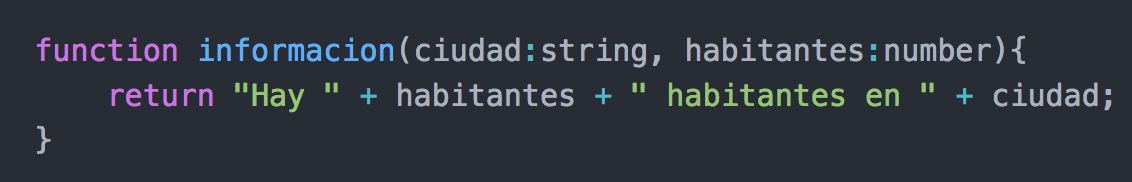 function informacion(ciudad:string, habitantes:number){
    return "Hay " + habitantes + " habitantes en " + ciudad;
}